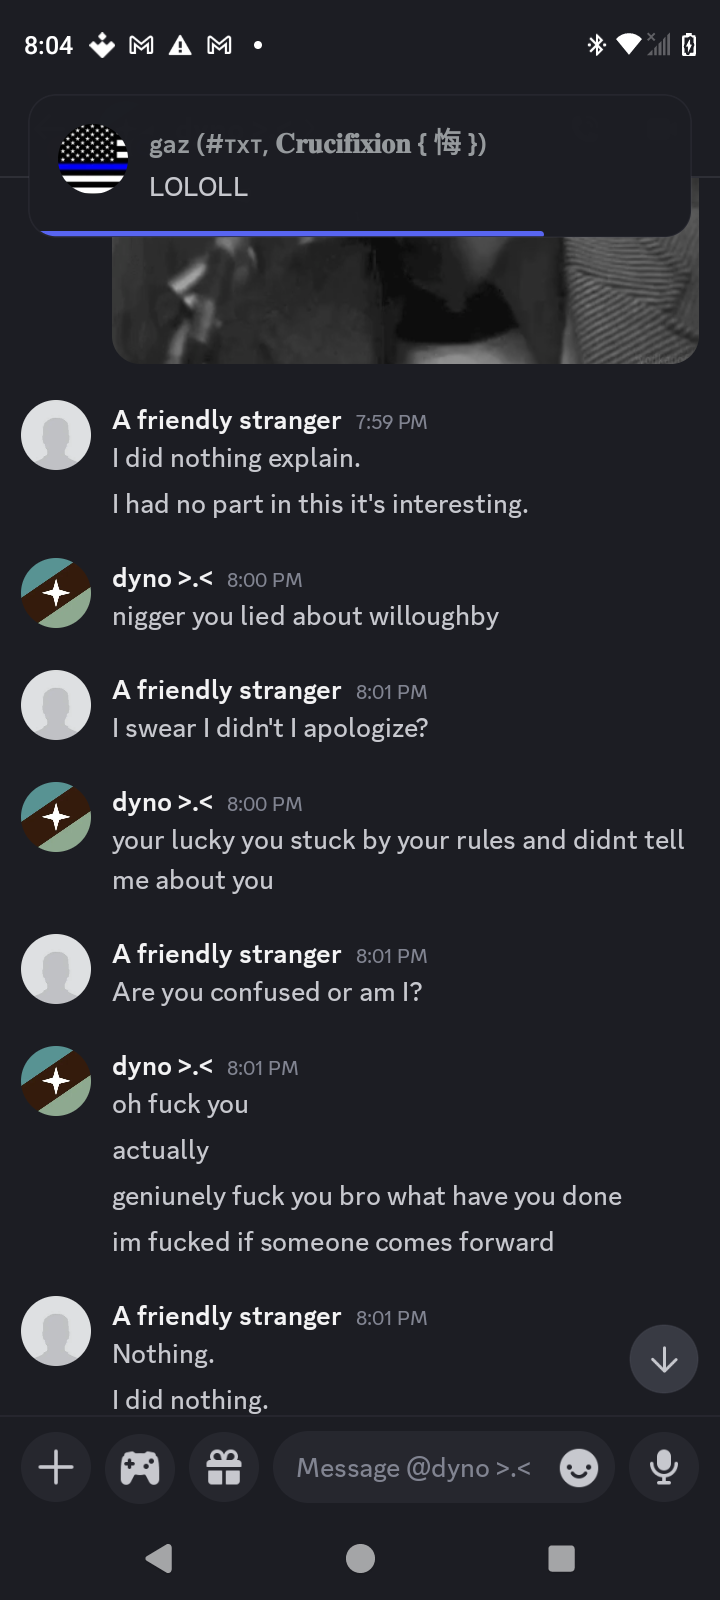 8:04
gaz (#тхт, Crucifixion { 悔 })
LOLOLL
A friendly stranger 7:59 PM
I did nothing explain.
I had no part in this it's interesting.
dyno >.< 8:00 PM
nigger you lied about willoughby
A friendly stranger 8:01 PM
I swear I didn't I apologize?
dyno >.< 8:00 PM
your lucky you stuck by your rules and didnt tell
me about you
A friendly stranger 8:01 PM
Are you confused or am I?
dyno >.< 8:01 PM
oh fuck you
actually
geniunely fuck you bro what have you done
im fucked if someone comes forward
A friendly stranger 8:01 PM
Nothing.
I did nothing.
Message @dyno >.<